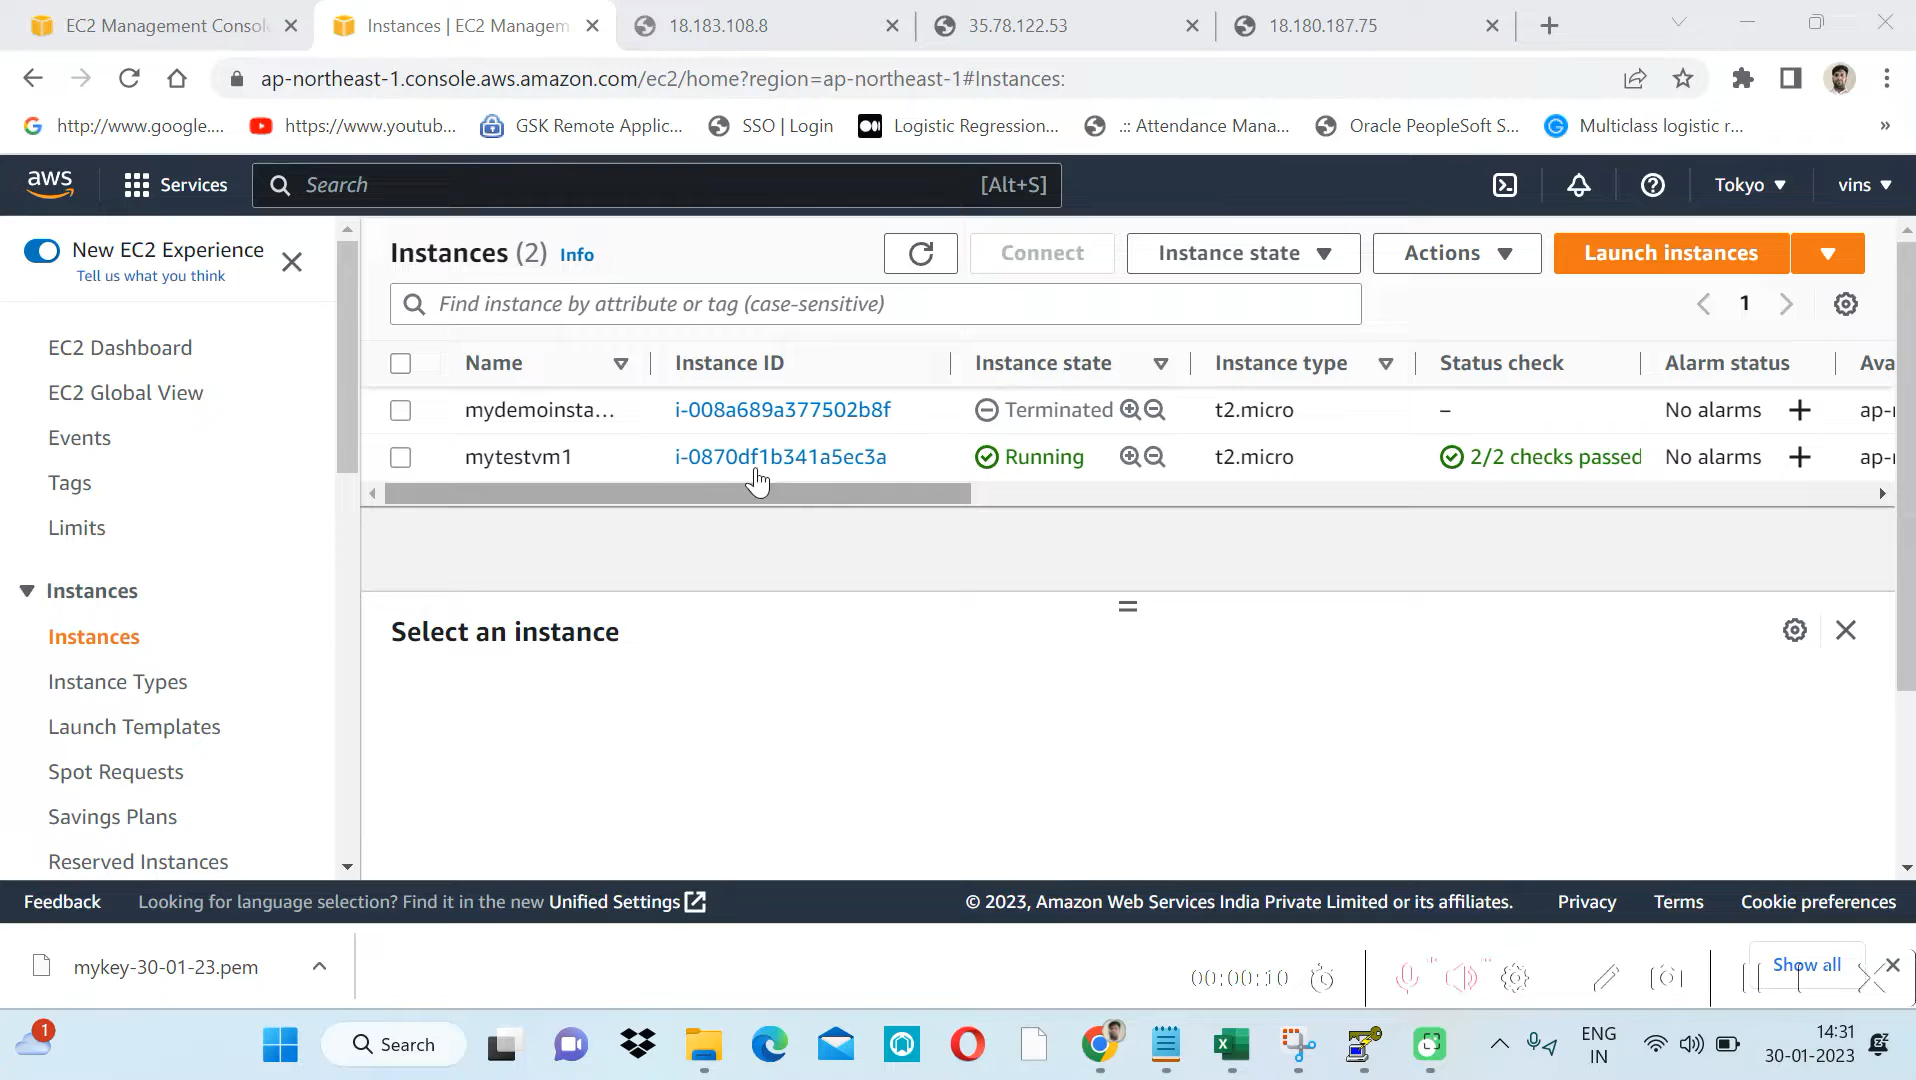 EC2 Management Consol
Instances | EC2 Managem
18.183.108.8
35.78.122.53
18.180.187.75
ap-northeast-1.console.aws.amazon.com/ec2/home?region=ap-northeast-1#Instances:
http://www.google....
https://www.youtub...
GSK Remote Applic...
SSO | Login
Logistic Regression...
.:: Attendance Mana...
Oracle PeopleSoft S...
Multiclass logistic r...
»
aws
Services
Search
[Alt+S]
Tokyo
vins
New EC2 Experience
Tell us what you think
EC2 Dashboard
EC2 Global View
Events
Tags
Limits
Instances
Instances
Instance Types
Launch Templates
Spot Requests
Savings Plans
Reserved Instances
Instances (2) Info
Connect
Instance state
Actions
Launch instances
Find instance by attribute or tag (case-sensitive)
1
Name Instance ID Instance state Instance type Status check Alarm status Ava
mydemoinsta... i-008a689a377502b8f Terminated t2.micro – No alarms + ap-
mytestvm1 i-0870df1b341a5ec3a Running t2.micro 2/2 checks passed No alarms + ap-
Select an instance
Feedback
Looking for language selection? Find it in the new Unified Settings
© 2023, Amazon Web Services India Private Limited or its affiliates.
Privacy
Terms
Cookie preferences
mykey-30-01-23.pem
00:00:10
Show all
1
Search
ENG
IN
14:31
30-01-2023